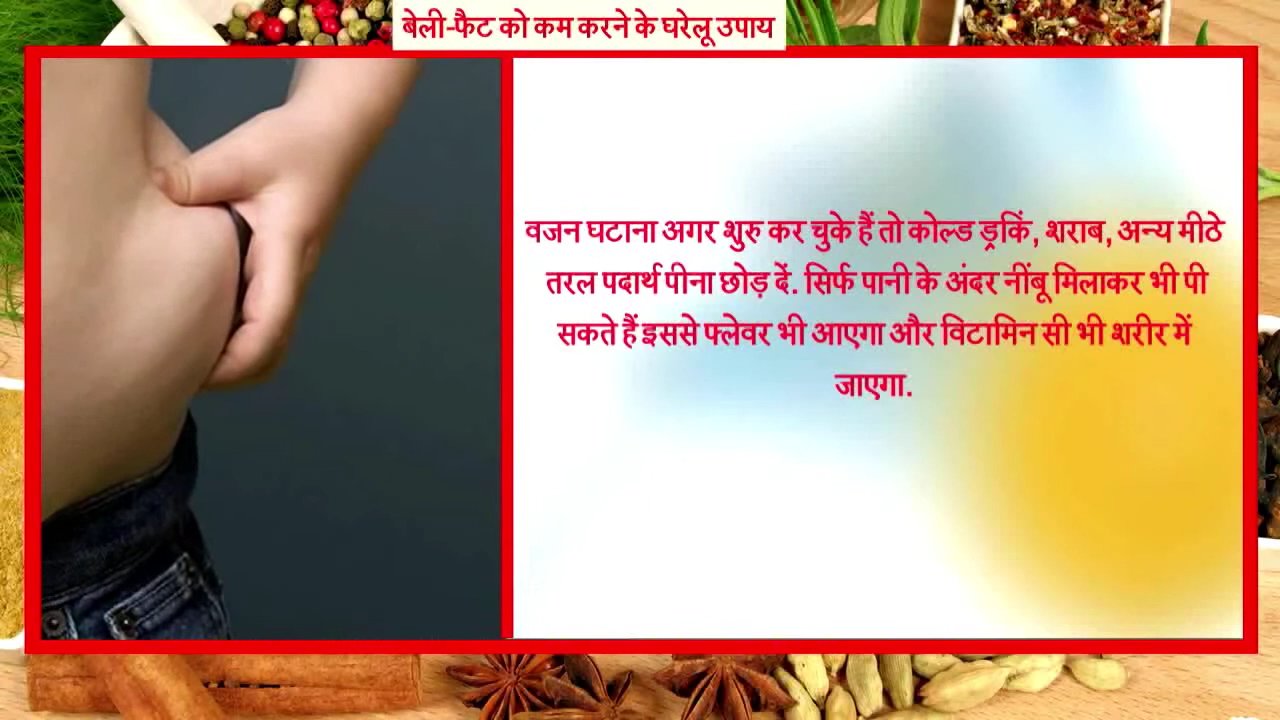 बेली-फैट को कम करने के घरेलू उपाय
वजन घटाना अगर शुरु कर चुके हैं तो कोल्ड ड्रकिं, शराब, अन्य मीठे
तरल पदार्थ पीना छोड़ दें. सिर्फ पानी के अंदर नींबू मिलाकर भी पी
सकते हैं इससे फ्लेवर भी आएगा और विटामिन सी भी शरीर में
जाएगा.